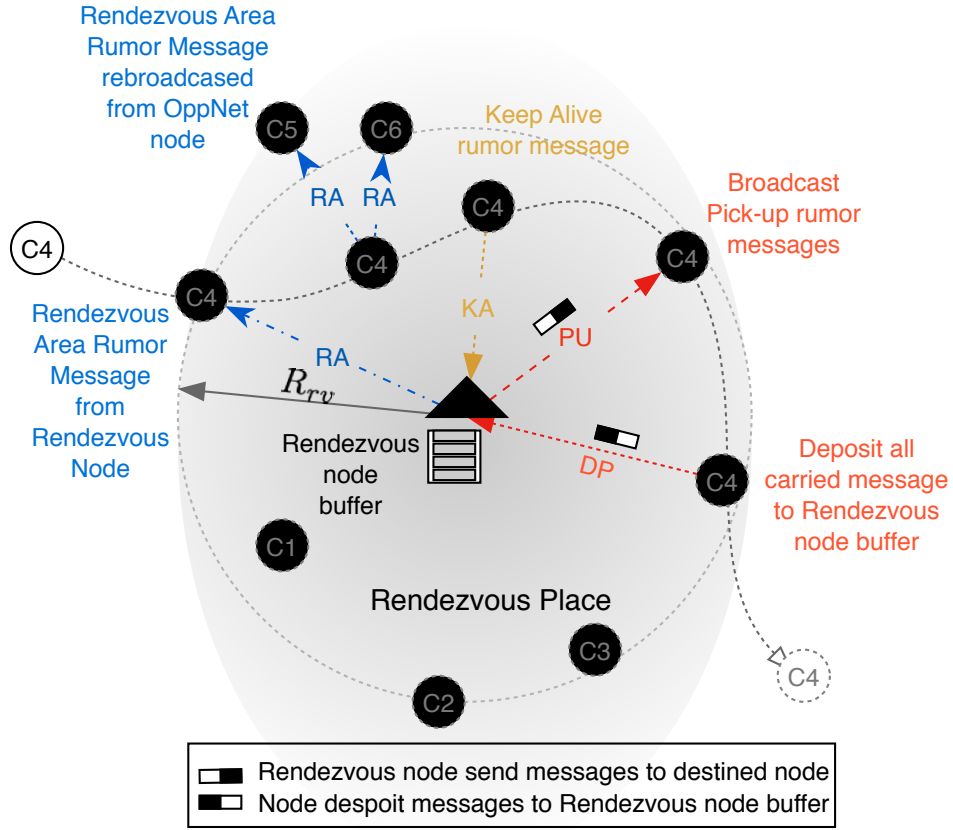 Rendezvous Area
Rumor Message
rebroadcased
from OppNet
node
C5
C6
Keep Alive
rumor message
Broadcast
Pick-up rumor
messages
RA
RA
C4
C4
C4
C4
C4
Rendezvous
Area Rumor
Message
from
Rendezvous
Node
KA
PU
RA
R_{rv}
Rendezvous
node
buffer
DP
C4
Deposit all
carried message
to Rendezvous
node buffer
C1
Rendezvous Place
C3
C4
C2
Rendezvous node send messages to destined node
Node despoit messages to Rendezvous node buffer